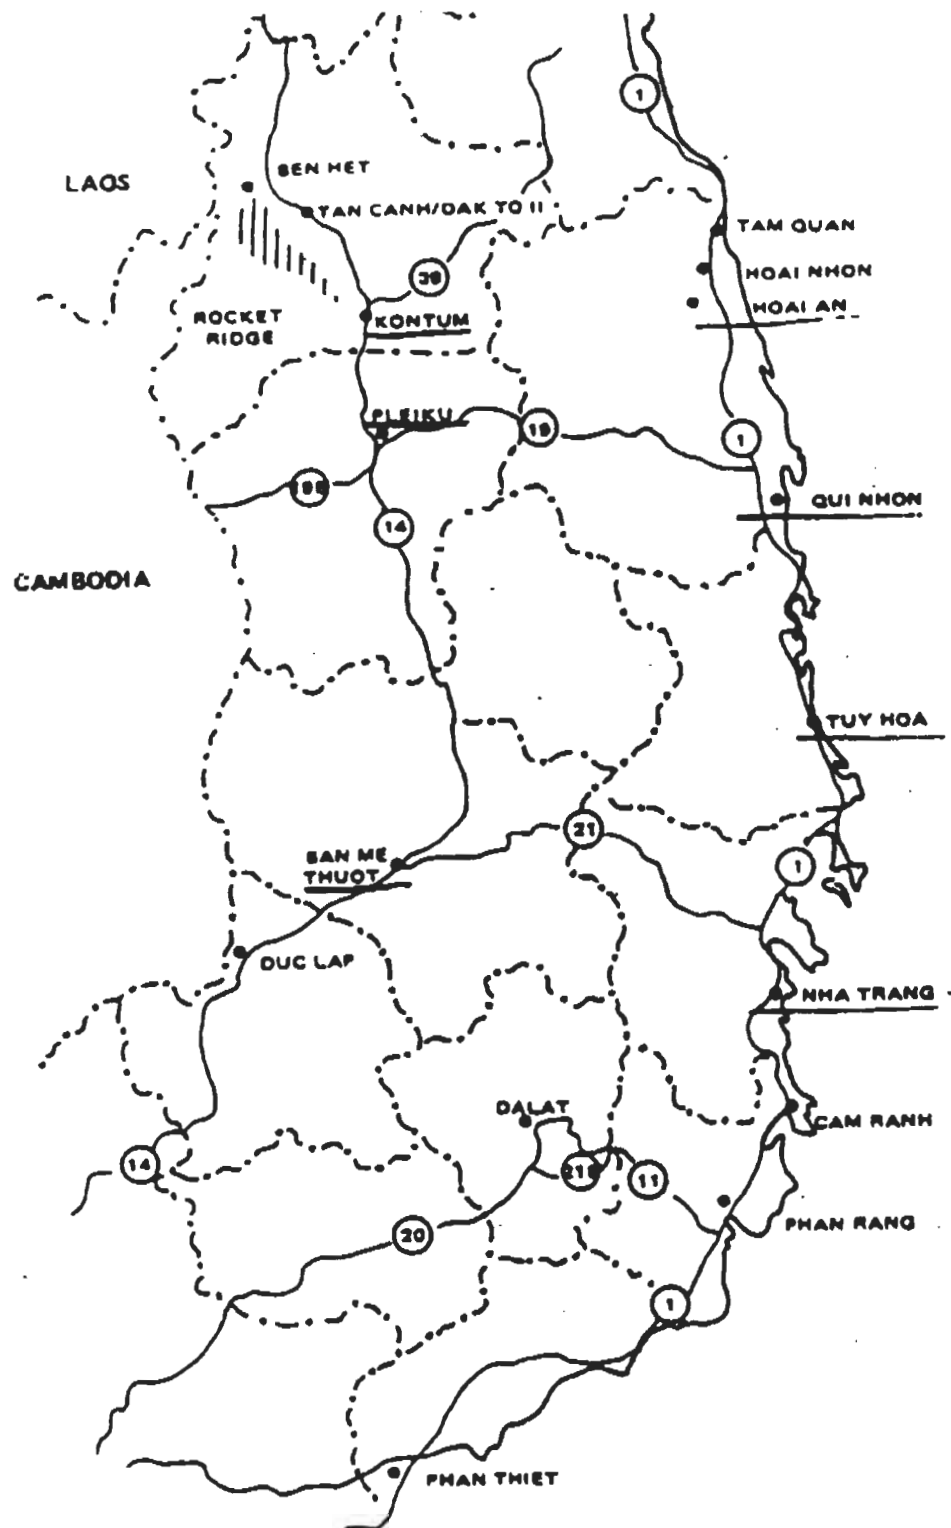 1
BEN HET
LAOS
TAN CANH/DAK TO II
TAM QUAN
HOAI NHON
HOAI AN
ROCKET
RIDGE
KONTUM
PLEIKU
19
1
QUI NHON
14
CAMBODIA
TUY HOA
21
BAN ME
THUOT
1
DUC LAP
NHA TRANG
DALAT
CAM RANH
14
11
PHAN RANG
20
1
PHAN THIET